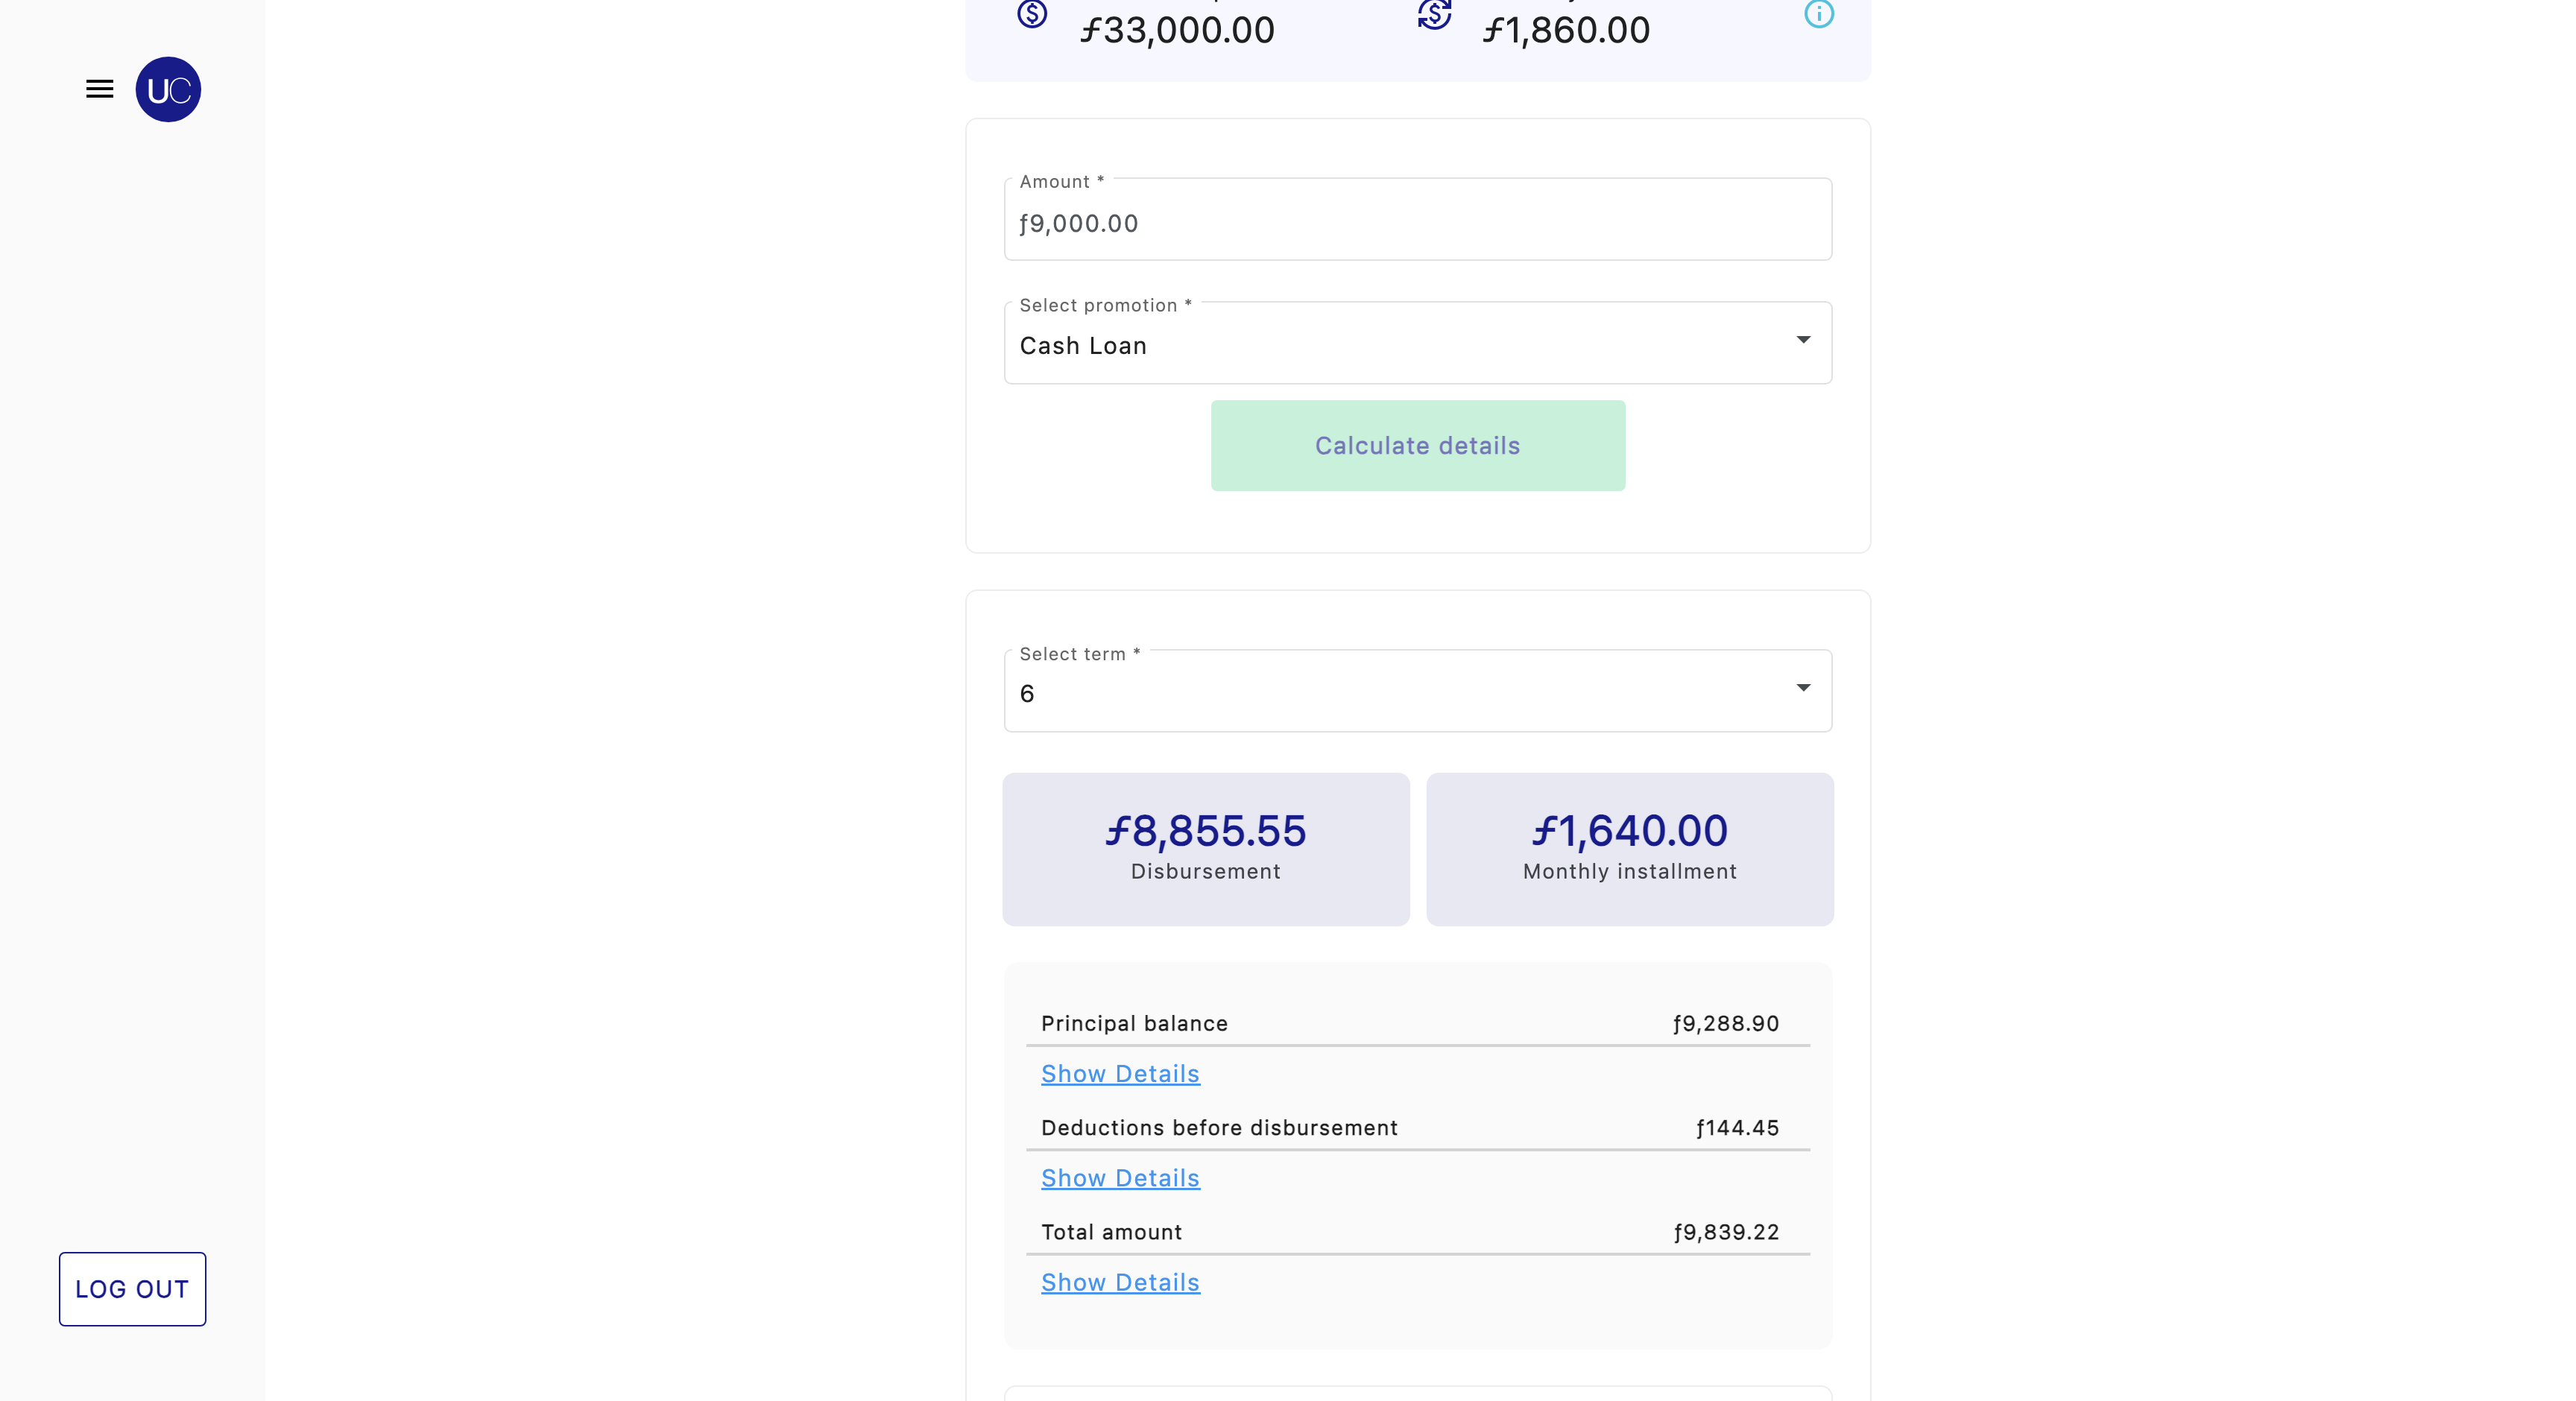 ƒ33,000.00
ƒ1,860.00
UC
Amount *
ƒ9,000.00
Select promotion *
Cash Loan
Calculate details
Select term *
6
ƒ8,855.55
Disbursement
ƒ1,640.00
Monthly installment
Principal balance ƒ9,288.90
Show Details
Deductions before disbursement ƒ144.45
Show Details
Total amount ƒ9,839.22
Show Details
LOG OUT